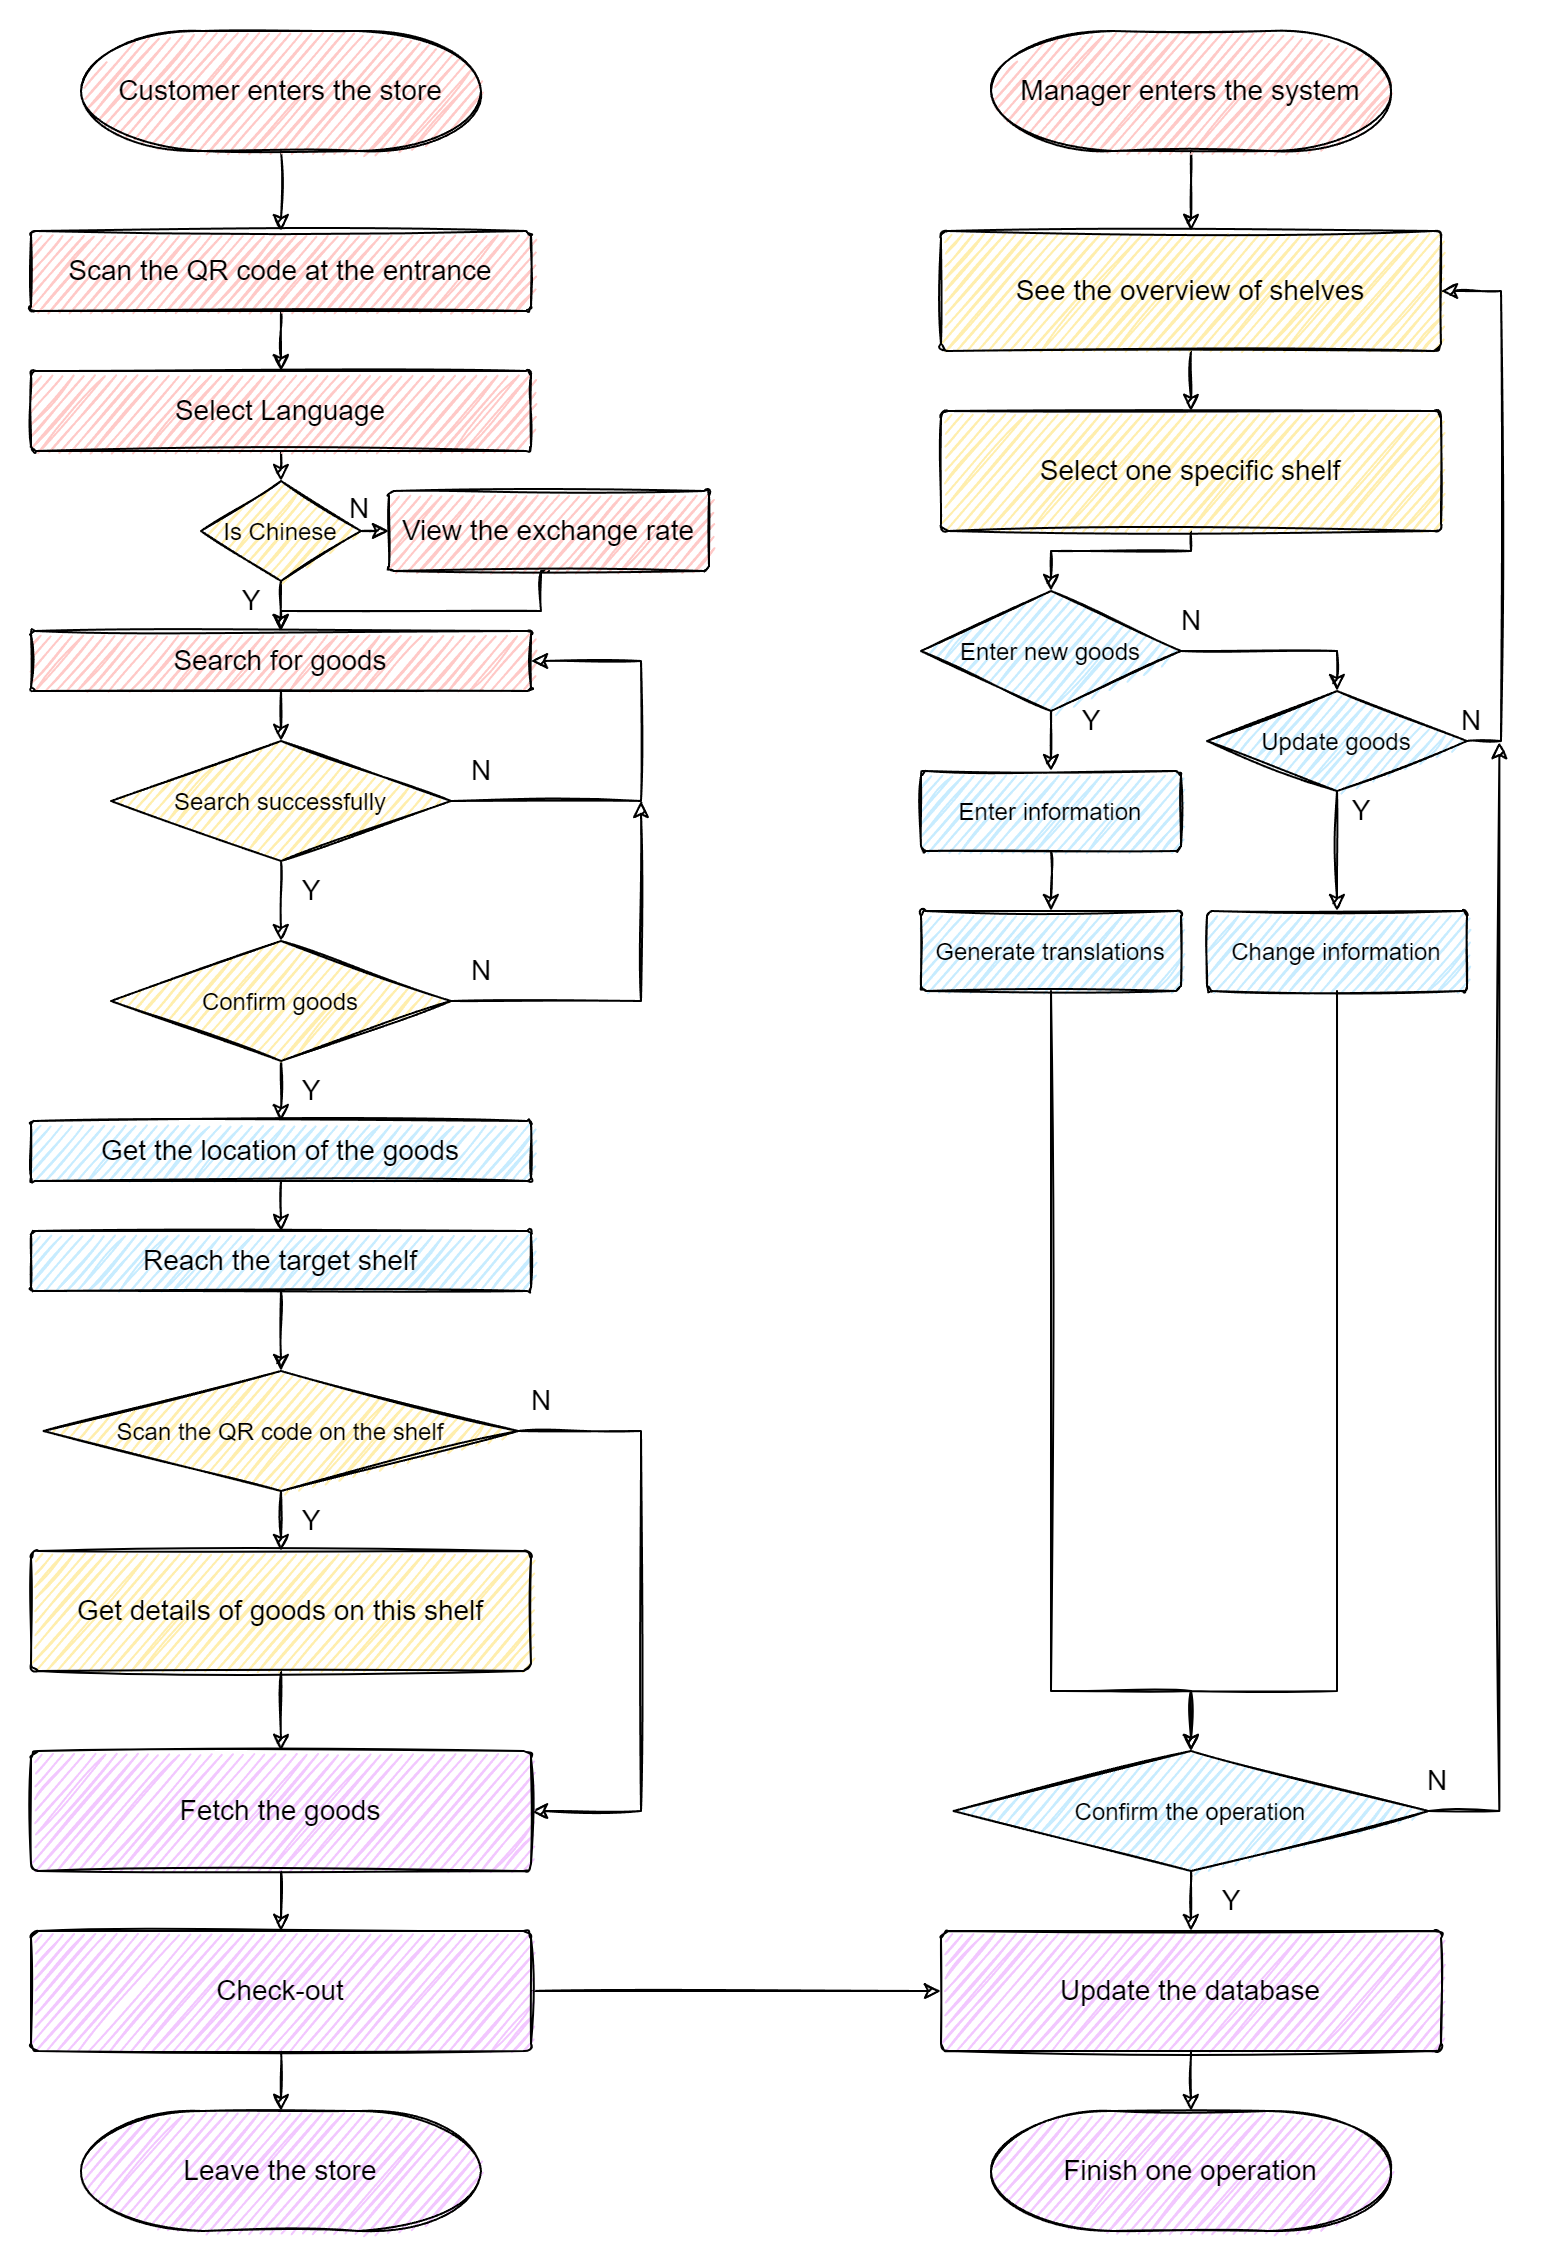 Customer enters the store
Scan the QR code at the entrance
Select Language
Is Chinese
N
View the exchange rate
Y
Search for goods
Search successfully
N
Y
Confirm goods
N
Y
Get the location of the goods
Reach the target shelf
Scan the QR code on the shelf
N
Y
Get details of goods on this shelf
Fetch the goods
Check-out
Leave the store
Manager enters the system
See the overview of shelves
Select one specific shelf
Enter new goods
N
Y
Update goods
N
Y
Enter information
Generate translations
Change information
Confirm the operation
N
Y
Update the database
Finish one operation